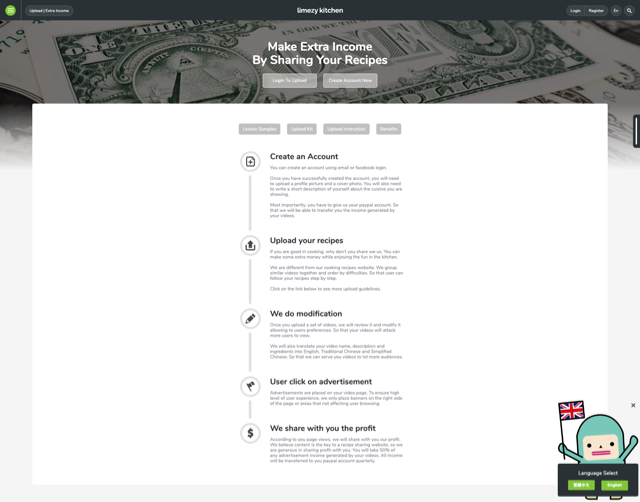 Upload | Extra Income
limezy kitchen
Login
Register
En
Make Extra Income
By Sharing Your Recipes
Login To Upload
Create Account Now
Lesson Samples
Upload Kit
Upload Instruction
Benefits
Create an Account
You can create an account using email or facebook login.
Once you have successfully created the account. you will need
to upload a profile picture and a cover photo. You will also need
to write a short description of yourself about the cuisine you are
showing.
Most importantly, you have to give us your paypal account. So
that we will be able to transfer you the income generated by
your videos.
Upload your recipes
If you are good in cooking, why don't you share we us. You can
make some extra money while enjoying the fun in the kitchen.
We are different from our cooking recipes website. We group
similar videos together and order by difficulties. So that user can
follow your recipes step by step.
Click on the link below to see more upload guidelines.
We do modification
Once you upload a set of videos, we will review it and modify it
allowing to users preferences. So that your videos will attack
more users to view.
We will also translate your video name, description and
ingredients into English, Traditional Chinese and Simplified
Chinese. So that we can serve you videos to let more audiences.
User click on advertisement
Advertisements are placed on your video page. To ensure high
level of user experience, we only place banners on the right side
of the page or areas that not affecting user browsing.
We share with you the profit
According to you page views, we will share with you our profit.
We believe content is the key to a recipe sharing website, so we
are generous in sharing profit with you. You will take 50% of
any advertisement income generated by your videos. All income
will be transferred to you paypal account quarterly.
Language Select
繁體中文
English